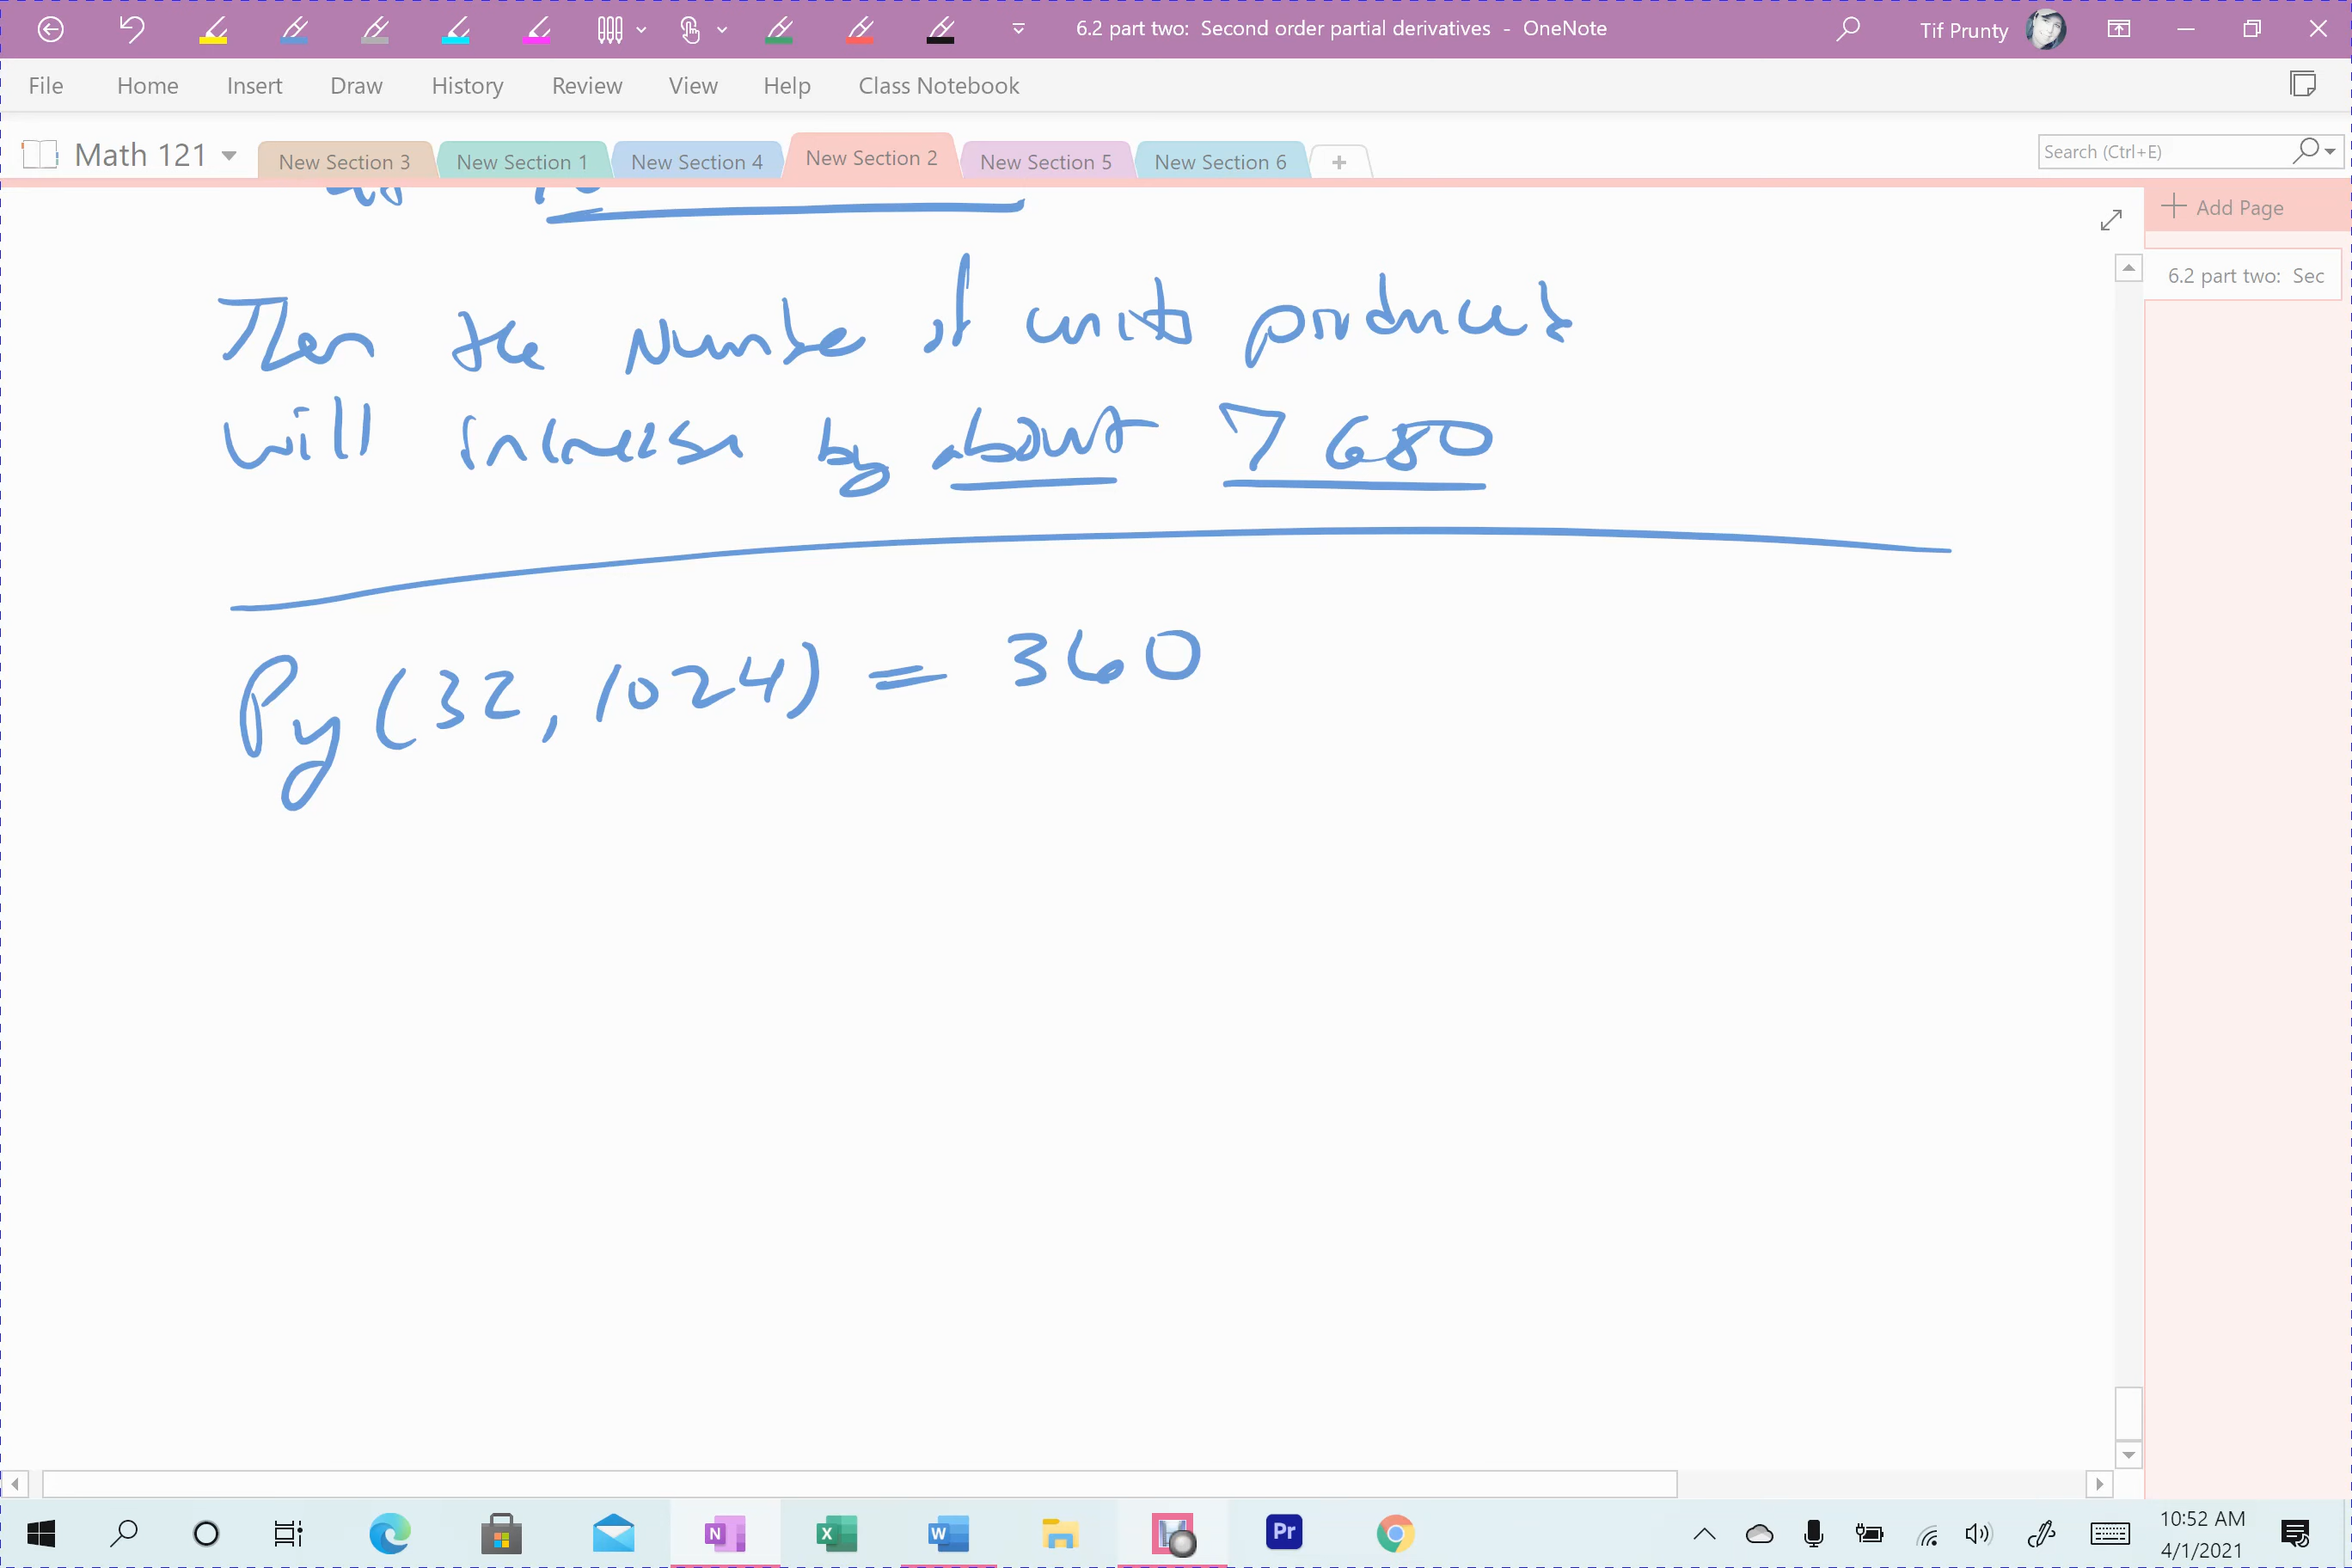 6.2 part two: Second order partial derivatives - OneNote
Tif Prunty
File Home Insert Draw History Review View Help Class Notebook
Math 121 New Section 3 New Section 1 New Section 4 New Section 2 New Section 5 New Section 6 +
Search (Ctrl+E)
Add Page
6.2 part two: Sec
Then the Number of units produced
will increase by about 7680
Py (32, 1024) = 360
N X W Pr
10:52 AM
4/1/2021